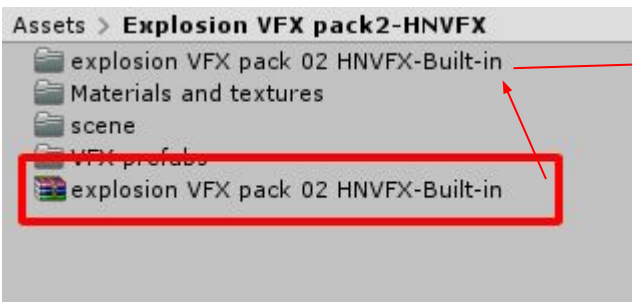 Assets > Explosion VFX pack2-HNVFX
explosion VFX pack 02 HNVFX-Built-in
Materials and textures
scene
VFX prefabs
explosion VFX pack 02 HNVFX-Built-in